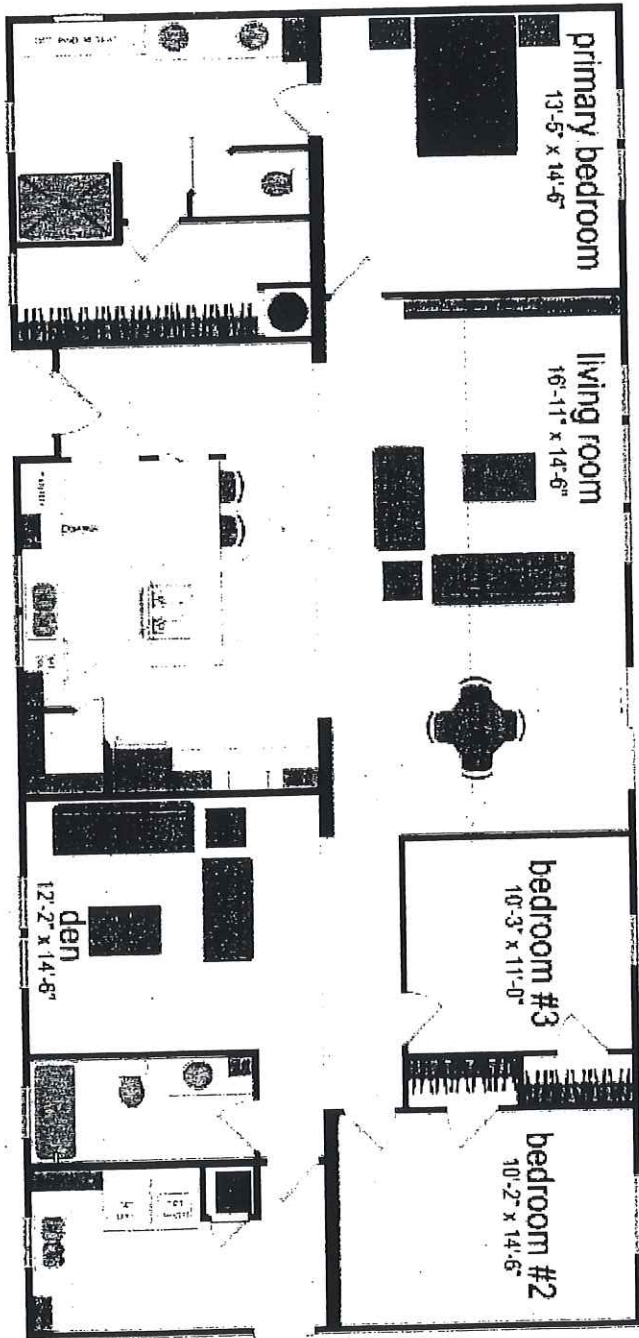 primary bedroom
13'-5" x 14'-6"
living room
16'-11" x 14'-6"
bedroom #3
10'-3" x 11'-0"
bedroom #2
10'-2" x 14'-6"
den
12'-2" x 14'-6"